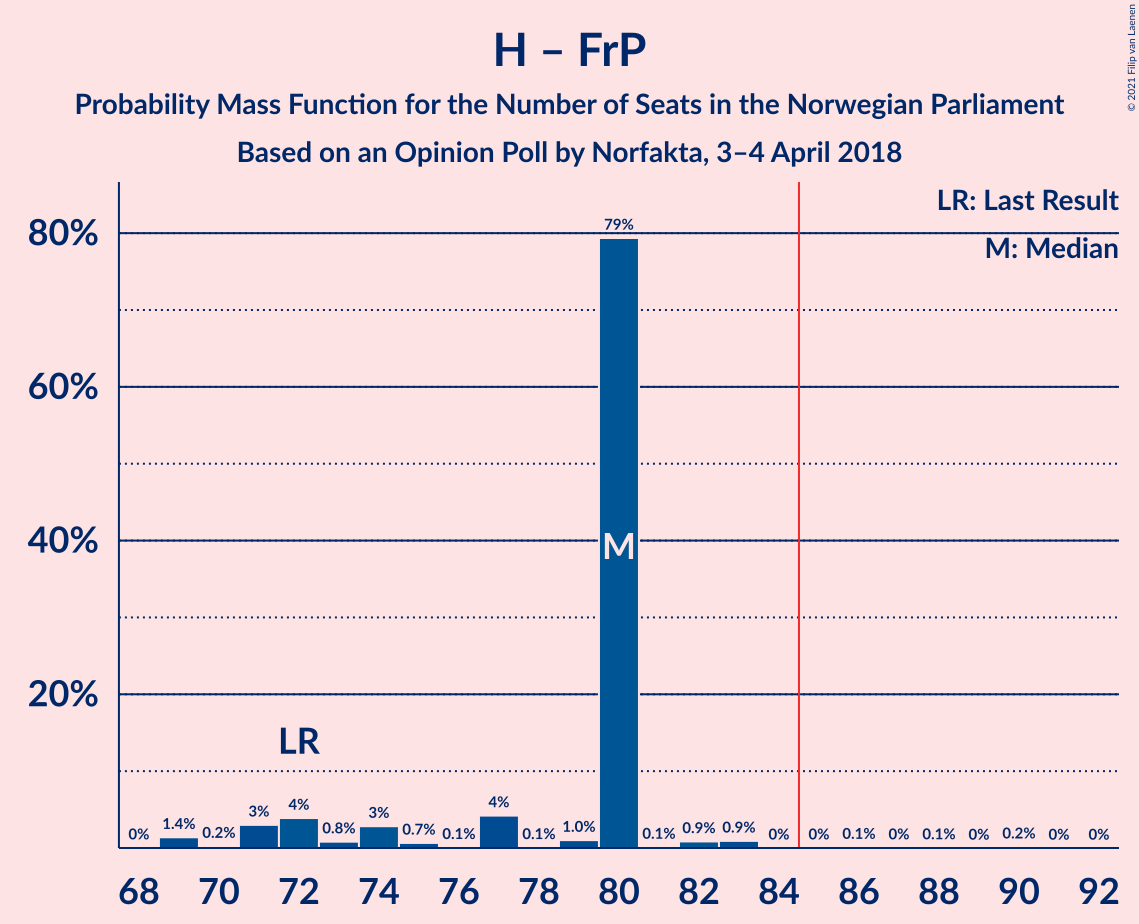 © 2021 Filip van Laenen
H – FrP
Probability Mass Function for the Number of Seats in the Norwegian Parliament
Based on an Opinion Poll by Norfakta, 3–4 April 2018
LR: Last Result
M: Median
80%
60%
40%
20%
79%
M
LR
0% 1.4% 0.2% 3% 4% 0.8% 3% 0.7% 0.1% 4% 0.1% 1.0% 0.1% 0.9% 0.9% 0% 0% 0.1% 0% 0.1% 0% 0.2% 0% 0%
68 70 72 74 76 78 80 82 84 86 88 90 92